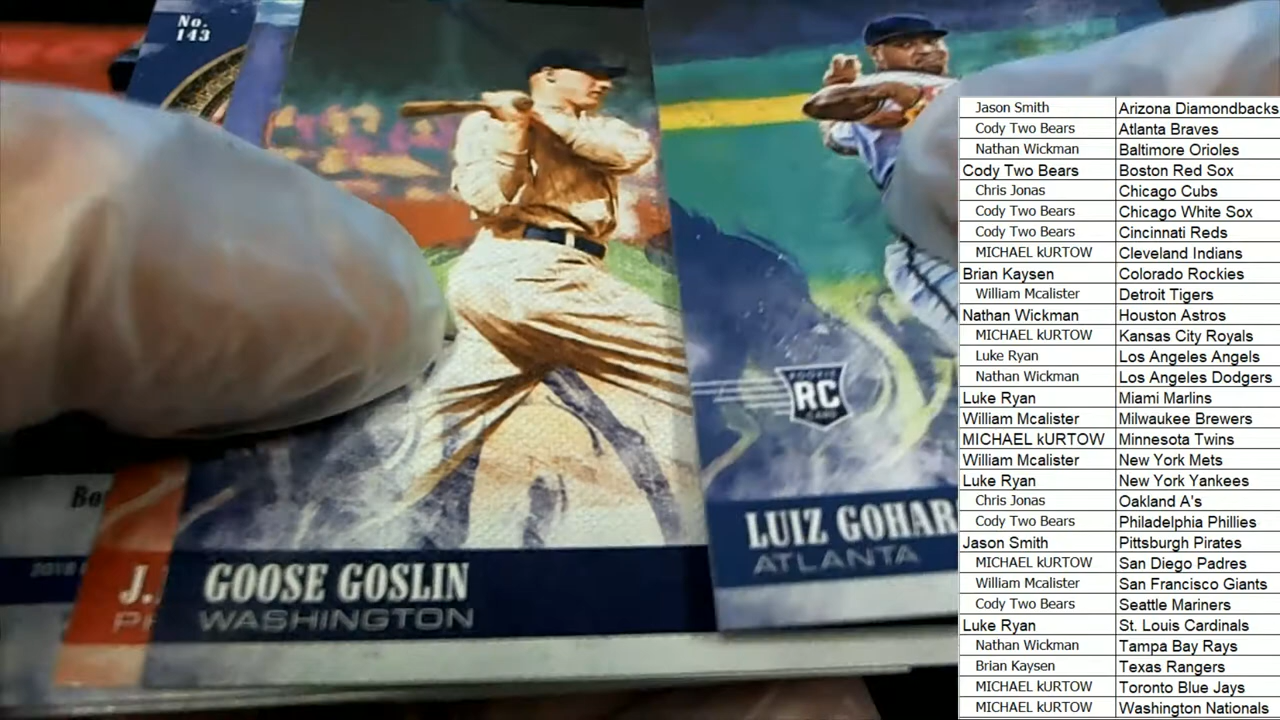 No.
143
ROOKIE
RC
CARD
Bo
J.
GOOSE GOSLIN
WASHINGTON
LUIZ GOHAR
ATLANTA
Jason Smith Arizona Diamondbacks
Cody Two Bears Atlanta Braves
Nathan Wickman Baltimore Orioles
Cody Two Bears Boston Red Sox
Chris Jonas Chicago Cubs
Cody Two Bears Chicago White Sox
Cody Two Bears Cincinnati Reds
MICHAEL kURTOW Cleveland Indians
Brian Kaysen Colorado Rockies
William Mcalister Detroit Tigers
Nathan Wickman Houston Astros
MICHAEL kURTOW Kansas City Royals
Luke Ryan Los Angeles Angels
Nathan Wickman Los Angeles Dodgers
Luke Ryan Miami Marlins
William Mcalister Milwaukee Brewers
MICHAEL kURTOW Minnesota Twins
William Mcalister New York Mets
Luke Ryan New York Yankees
Chris Jonas Oakland A's
Cody Two Bears Philadelphia Phillies
Jason Smith Pittsburgh Pirates
MICHAEL kURTOW San Diego Padres
William Mcalister San Francisco Giants
Cody Two Bears Seattle Mariners
Luke Ryan St. Louis Cardinals
Nathan Wickman Tampa Bay Rays
Brian Kaysen Texas Rangers
MICHAEL kURTOW Toronto Blue Jays
MICHAEL kURTOW Washington Nationals